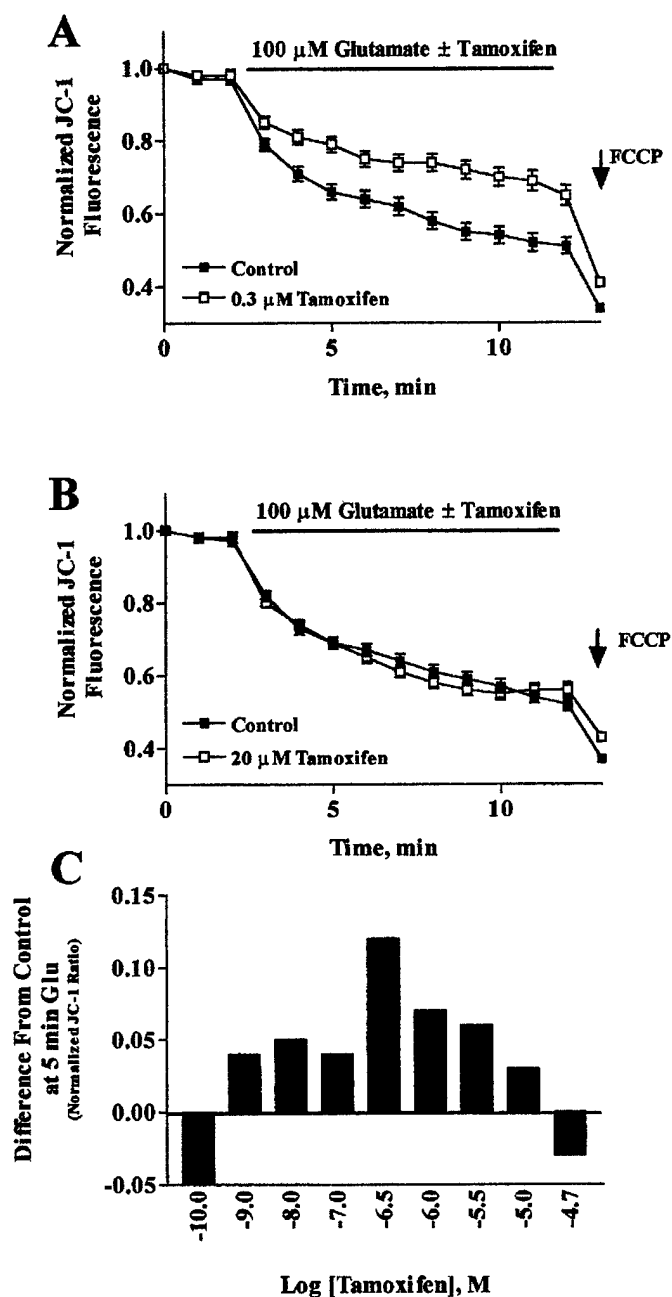 A
100 µM Glutamate ± Tamoxifen
Normalized JC-1
Fluorescence
1.0
0.8
0.6
0.4
FCCP
Control
0.3 µM Tamoxifen
0
5
10
Time, min
B
100 µM Glutamate ± Tamoxifen
Normalized JC-1
Fluorescence
1.0
0.8
0.6
0.4
FCCP
Control
20 µM Tamoxifen
0
5
10
Time, min
C
Difference From Control
at 5 min Glu
(Normalized JC-1 Ratio)
0.15
0.10
0.05
0.00
-0.05
-10.0
-9.0
-8.0
-7.0
-6.5
-6.0
-5.5
-5.0
-4.7
Log [Tamoxifen], M